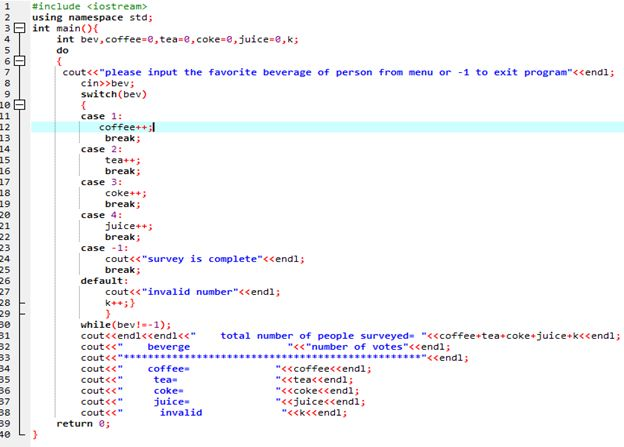 1 #include <iostream>
2 using namespace std;
3 int main(){
4 int bev,coffee=0,tea=0,coke=0,juice=0,k;
5 do
6 {
7 cout<<"please input the favorite beverage of person from menu or -1 to exit program"<<endl;
8 cin>>bev;
9 switch(bev)
10 {
11 case 1:
12 coffee++;
13 break;
14 case 2:
15 tea++;
16 break;
17 case 3:
18 coke++;
19 break;
20 case 4:
21 juice++;
22 break;
23 case -1:
24 cout<<"survey is complete"<<endl;
25 break;
26 default:
27 cout<<"invalid number"<<endl;
28 k++;}
29 }
30 while(bev!=-1);
31 cout<<endl<<endl<<"    total number of people surveyed= "<<coffee+tea+coke+juice+k<<endl;
32 cout<<"    beverge                "<<"number of votes"<<endl;
33 cout<<"**************************************************"<<endl;
34 cout<<"    coffee=              "<<coffee<<endl;
35 cout<<"     tea=                "<<tea<<endl;
36 cout<<"     coke=               "<<coke<<endl;
37 cout<<"     juice=              "<<juice<<endl;
38 cout<<"      invalid             "<<k<<endl;
39 return 0;
40 }